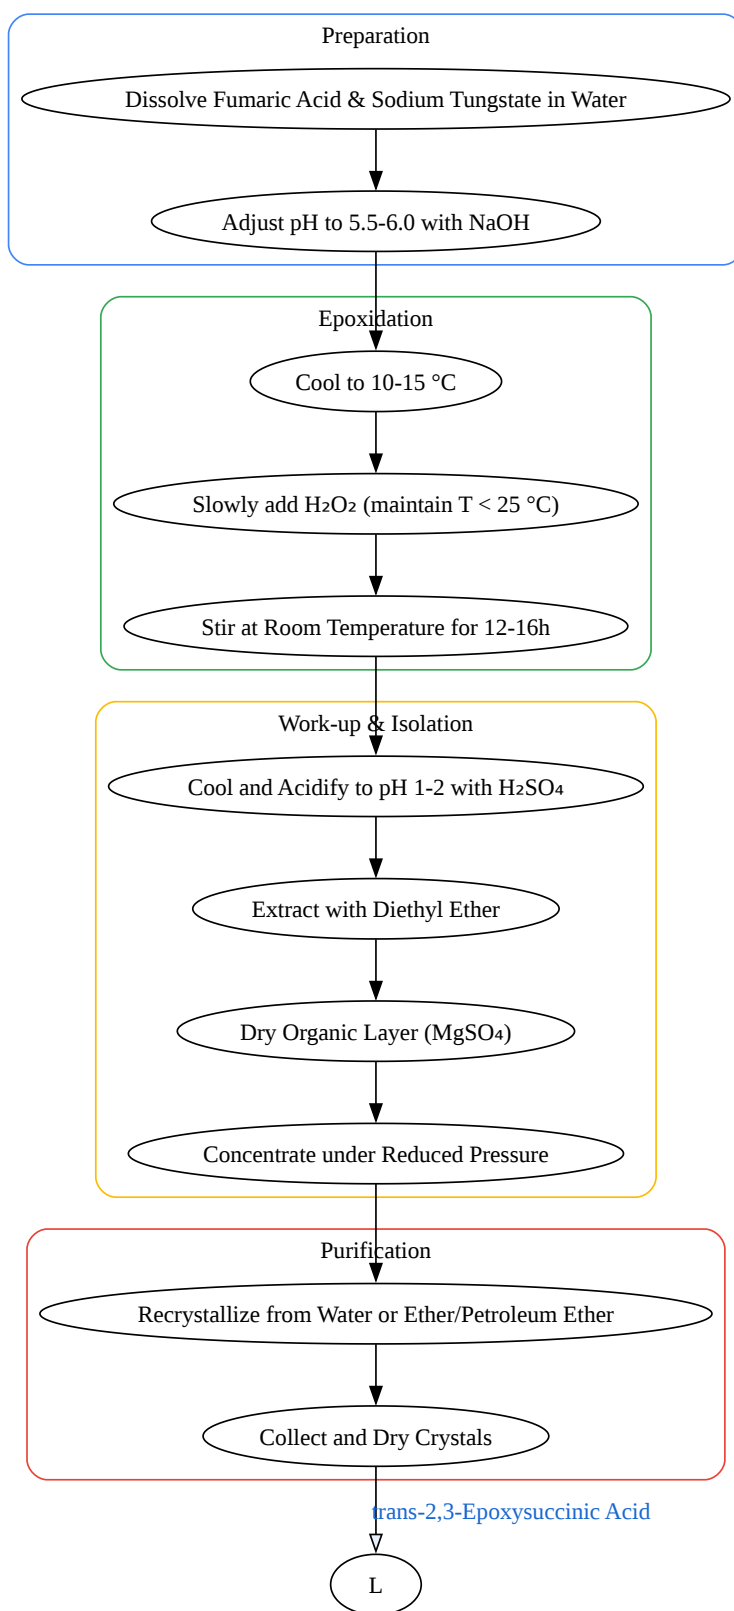 Preparation
Dissolve Fumaric Acid & Sodium Tungstate in Water
Adjust pH to 5.5-6.0 with NaOH
Epoxidation
Cool to 10-15 °C
Slowly add H₂O₂ (maintain T < 25 °C)
Stir at Room Temperature for 12-16h
Work-up & Isolation
Cool and Acidify to pH 1-2 with H₂SO₄
Extract with Diethyl Ether
Dry Organic Layer (MgSO₄)
Concentrate under Reduced Pressure
Purification
Recrystallize from Water or Ether/Petroleum Ether
Collect and Dry Crystals
trans-2,3-Epoxysuccinic Acid
L